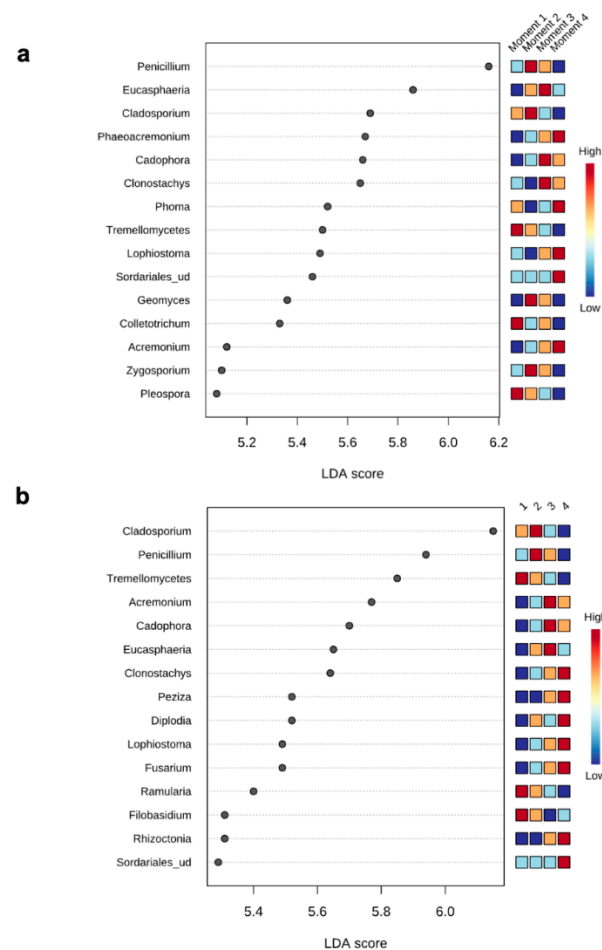 a
Moment 1 Moment 2 Moment 3 Moment 4
Penicillium
Eucasphaeria
Cladosporium
Phaeoacremonium
Cadophora
Clonostachys
Phoma
Tremellomycetes
Lophiostoma
Sordariales_ud
Geomyces
Colletotrichum
Acremonium
Zygosporium
Pleospora
High
Low
5.2 5.4 5.6 5.8 6.0 6.2
LDA score
b
1 2 3 4
Cladosporium
Penicillium
Tremellomycetes
Acremonium
Cadophora
Eucasphaeria
Clonostachys
Peziza
Diplodia
Lophiostoma
Fusarium
Ramularia
Filobasidium
Rhizoctonia
Sordariales_ud
High
Low
5.4 5.6 5.8 6.0
LDA score